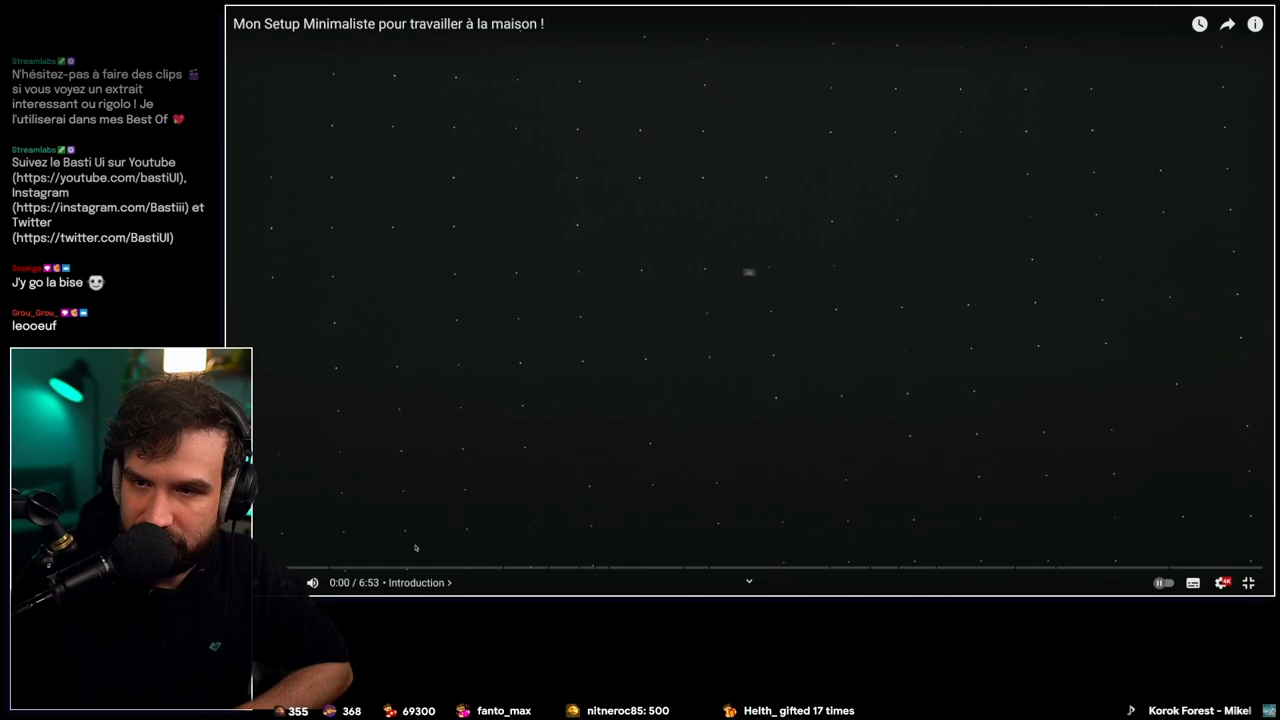 Mon Setup Minimaliste pour travailler à la maison !
Streamlabs
N'hésitez-pas à faire des clips
si vous voyez un extrait
interessant ou rigolo ! Je
l'utiliserai dans mes Best Of
Streamlabs
Suivez le Basti Ui sur Youtube
(https://youtube.com/bastiUI),
Instagram
(https://instagram.com/Bastiii) et
Twitter
(https://twitter.com/BastiUI)
J'y go la bise
Grou_Grou_
leooeuf
0:00 / 6:53 • Introduction ›
4K
355
368
69300
fanto_max
nitneroc85: 500
Helth_ gifted 17 times
Korok Forest - Mikel